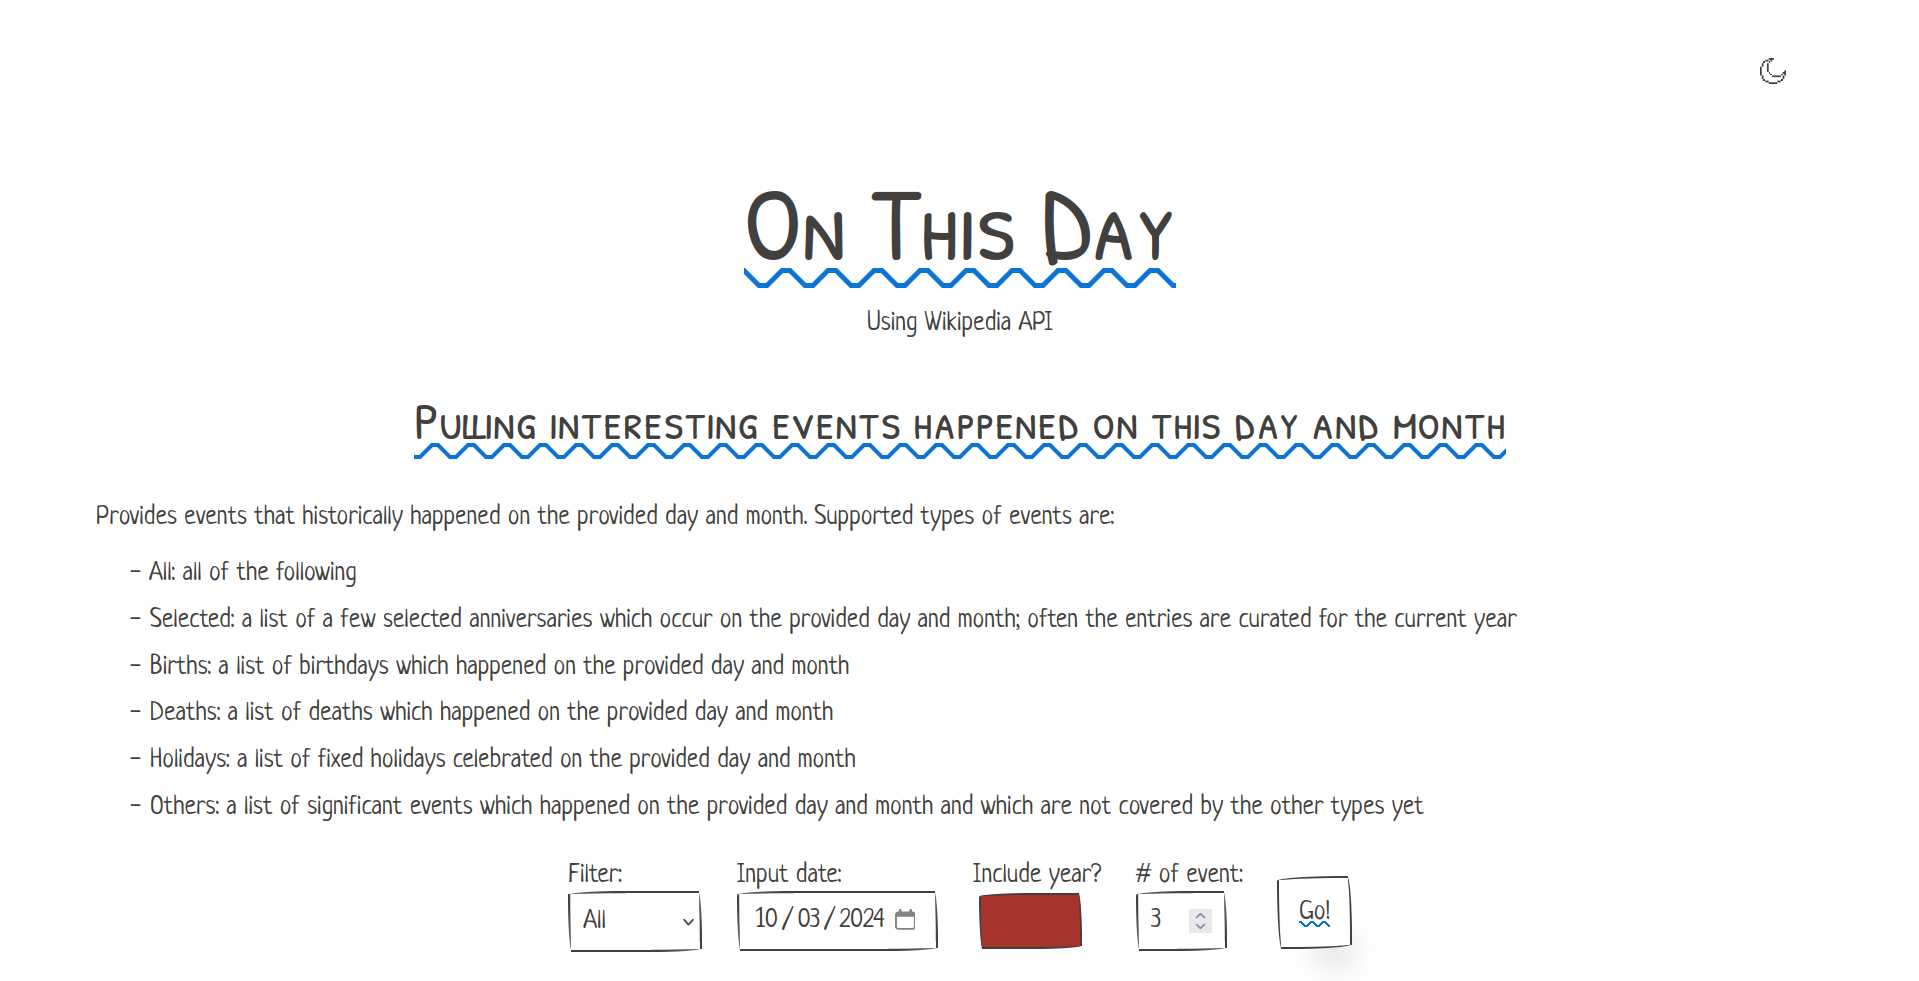 On This Day
Using Wikipedia API
Pulling interesting events happened on this day and month
Provides events that historically happened on the provided day and month. Supported types of events are:
- All: all of the following
- Selected: a list of a few selected anniversaries which occur on the provided day and month; often the entries are curated for the current year
- Births: a list of birthdays which happened on the provided day and month
- Deaths: a list of deaths which happened on the provided day and month
- Holidays: a list of fixed holidays celebrated on the provided day and month
- Others: a list of significant events which happened on the provided day and month and which are not covered by the other types yet
Filter: Input date: Include year? # of event:
All 10/03/2024 3 Go!